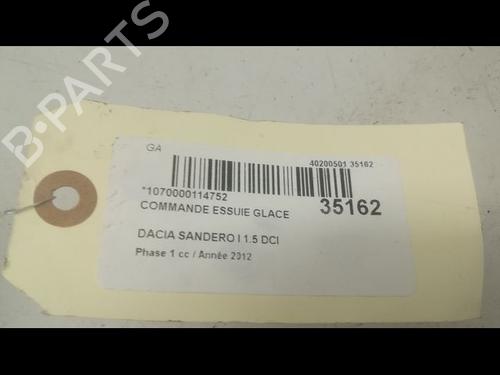 B-PARTS
GA
40200501 35162
*1070000114752
35162
COMMANDE ESSUIE GLACE
DACIA SANDERO I 1.5 DCI
Phase 1 cc / Année 2012